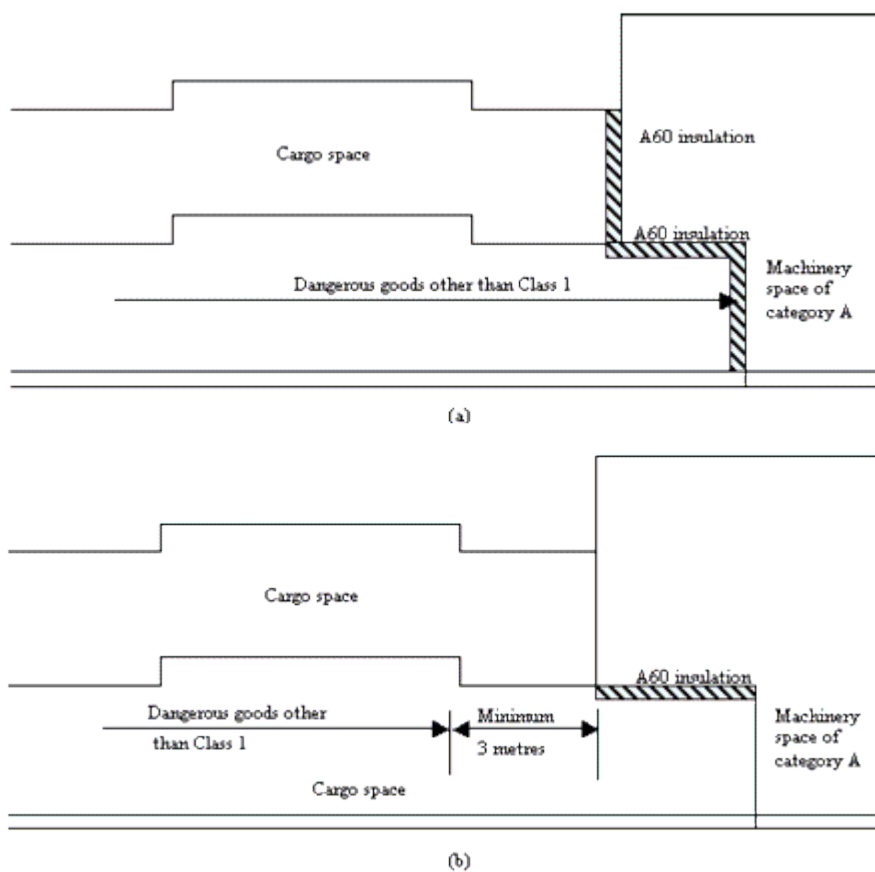 A60 insulation
Cargo space
A60 insulation
Dangerous goods other than Class 1
Machinery
space of
category A
(a)
Cargo space
A60 insulation
Dangerous goods other
than Class 1
Minimum
3 metres
Machinery
space of
category A
Cargo space
(b)